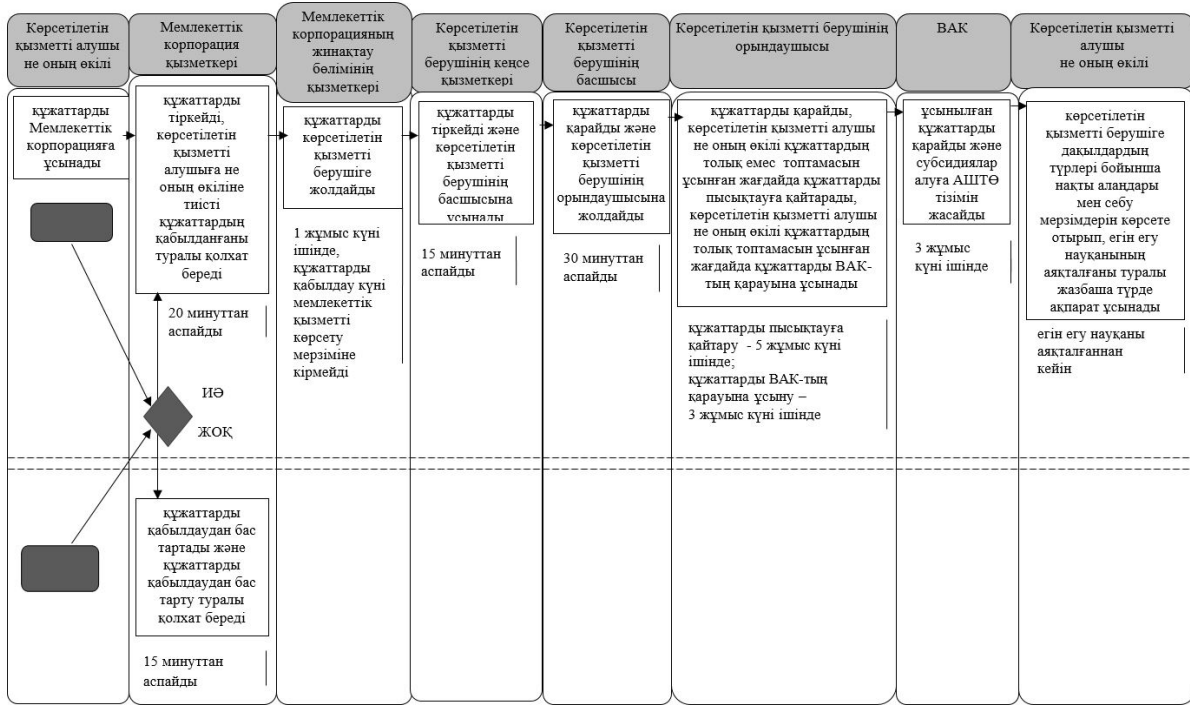 Көрсетілетін
қызметті алушы
не оның өкілі
Мемлекеттік
корпорация
қызметкері
Мемлекеттік
корпорацияның
жинақтау
бөлімінің
қызметкері
Көрсетілетін
қызметті
берушінің кеңсе
қызметкері
Көрсетілетін
қызметті
берушінің
басшысы
Көрсетілетін қызметті берушінің
орындаушысы
ВАК
Көрсетілетін қызметті
алушы
не оның өкілі
құжаттарды
Мемлекеттік
корпорацияға
ұсынады
құжаттарды
тіркейді,
көрсетілетін
қызметті
алушыға не
оның өкіліне
тиісті
құжаттардың
қабылданғаны
туралы қолхат
береді
20 минуттан
аспайды
құжаттарды
көрсетілетін
қызметті
берушіге
жолдайды
1 жұмыс күні
ішінде,
құжаттарды
қабылдау күні
мемлекеттік
қызметті
көрсету
мерзіміне
кірмейді
құжаттарды
тіркейді және
көрсетілетін
қызметті
берушінің
басшысына
ұсынады
15 минуттан
аспайды
құжаттарды
қарайды және
көрсетілетін
қызметті
берушінің
орындаушысына
жолдайды
30 минуттан
аспайды
құжаттарды қарайды,
көрсетілетін қызметті алушы
не оның өкілі құжаттардың
толық емес топтамасын
ұсынған жағдайда құжаттарды
пысықтауға қайтарады,
көрсетілетін қызметті алушы
не оның өкілі құжаттардың
толық топтамасын ұсынған
жағдайда құжаттарды ВАК-
тың қарауына ұсынады
құжаттарды пысықтауға
қайтару - 5 жұмыс күні
ішінде;
құжаттарды ВАК-тың
қарауына ұсыну –
3 жұмыс күні ішінде
ұсынылған
құжаттарды
қарайды және
субсидиялар
алуға АШТӨ
тізімін
жасайды
3 жұмыс
күні ішінде
көрсетілетін
қызметті берушіге
дақылдардың
түрлері бойынша
нақты алаңдары
мен себу
мерзімдерін көрсете
отырып, егін егу
науқанының
аяқталғаны туралы
жазбаша түрде
ақпарат ұсынады
егін егу науқаны
аяқталғаннан
кейін
ИӘ
ЖОҚ
құжаттарды
қабылдаудан бас
тартады және
құжаттарды
қабылдаудан бас
тарту туралы
қолхат береді
15 минуттан
аспайды